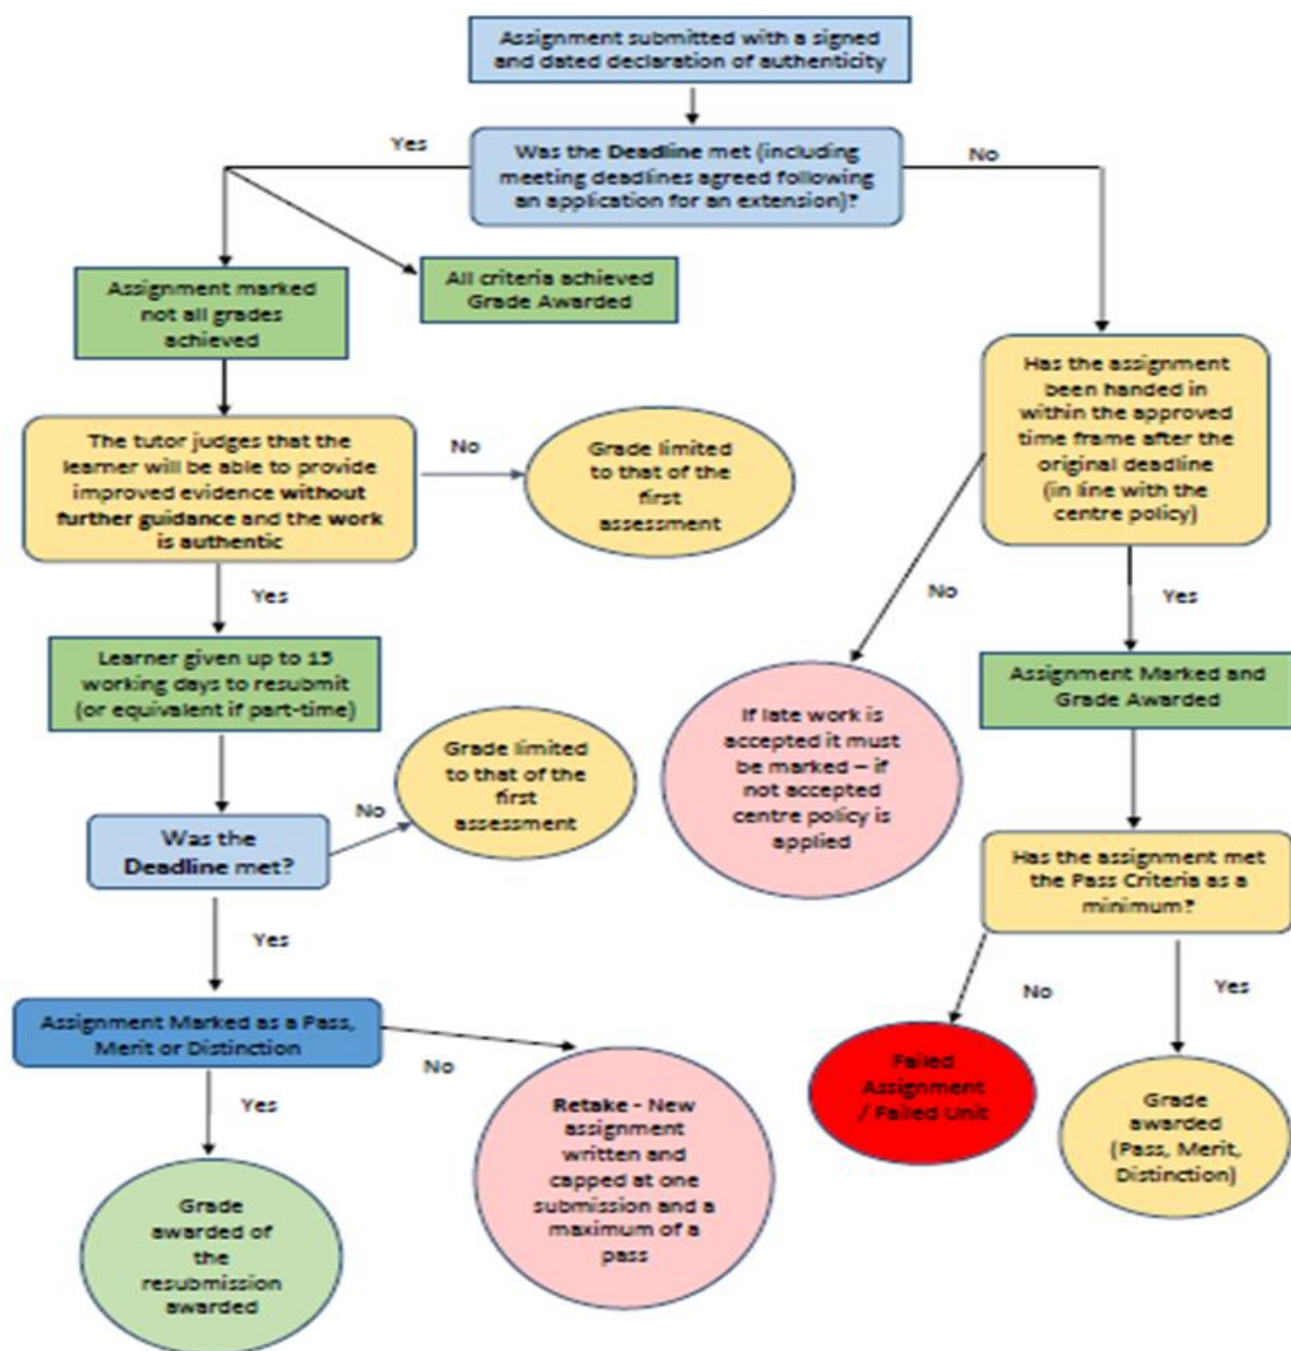 Assignment submitted with a signed
and dated declaration of authenticity
Yes
Was the Deadline met (including
meeting deadlines agreed following
an application for an extension)?
No
Assignment marked
not all grades
achieved
All criteria achieved
Grade Awarded
Has the assignment
been handed in
within the approved
time frame after the
original deadline
(in line with the
centre policy)
The tutor judges that the
learner will be able to provide
improved evidence without
further guidance and the work
is authentic
No
Grade limited
to that of the
first
assessment
Yes
No
Yes
Learner given up to 15
working days to resubmit
(or equivalent if part-time)
If late work is
accepted it must
be marked – if
not accepted
centre policy is
applied
Assignment Marked and
Grade Awarded
Grade limited
to that of the
first
assessment
No
Was the
Deadline met?
Has the assignment met
the Pass Criteria as a
minimum?
Yes
No
Yes
Assignment Marked as a Pass,
Merit or Distinction
No
Yes
Failed
Assignment
/ Failed Unit
Grade
awarded
(Pass, Merit,
Distinction)
Retake - New
assignment
written and
capped at one
submission and a
maximum of a
pass
Grade
awarded of
the
resubmission
awarded